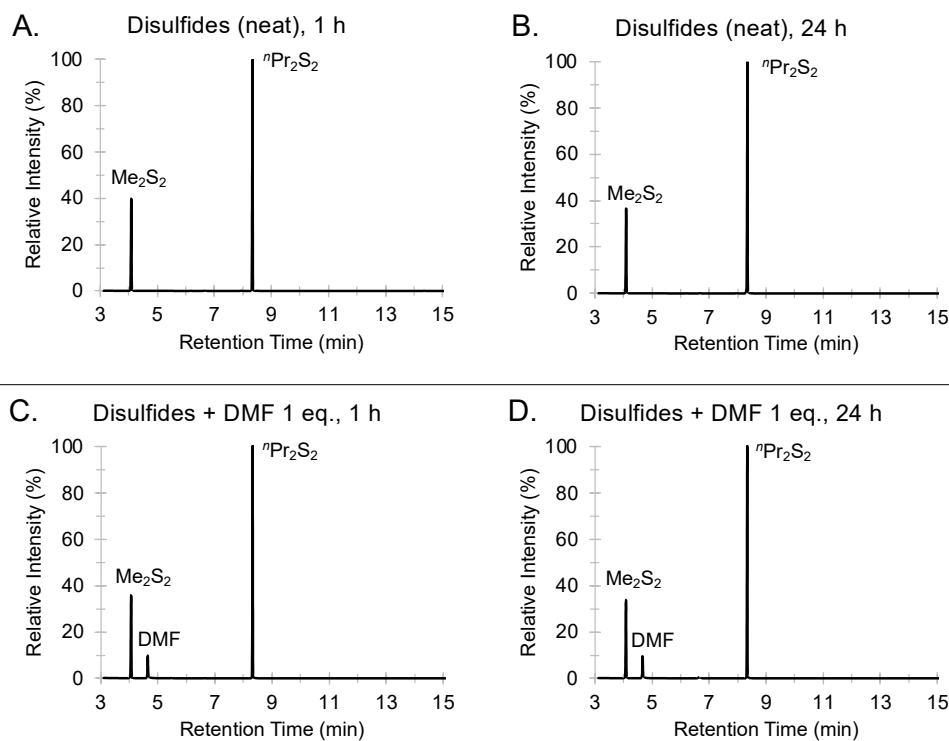 A. Disulfides (neat), 1 h
Relative Intensity (%)
100
80
60
40
20
0
Me₂S₂
ⁿPr₂S₂
3 5 7 9 11 13 15
Retention Time (min)
B. Disulfides (neat), 24 h
Relative Intensity (%)
100
80
60
40
20
0
Me₂S₂
ⁿPr₂S₂
3 5 7 9 11 13 15
Retention Time (min)
C. Disulfides + DMF 1 eq., 1 h
Relative Intensity (%)
100
80
60
40
20
0
Me₂S₂
DMF
ⁿPr₂S₂
3 5 7 9 11 13 15
Retention Time (min)
D. Disulfides + DMF 1 eq., 24 h
Relative Intensity (%)
100
80
60
40
20
0
Me₂S₂
DMF
ⁿPr₂S₂
3 5 7 9 11 13 15
Retention Time (min)